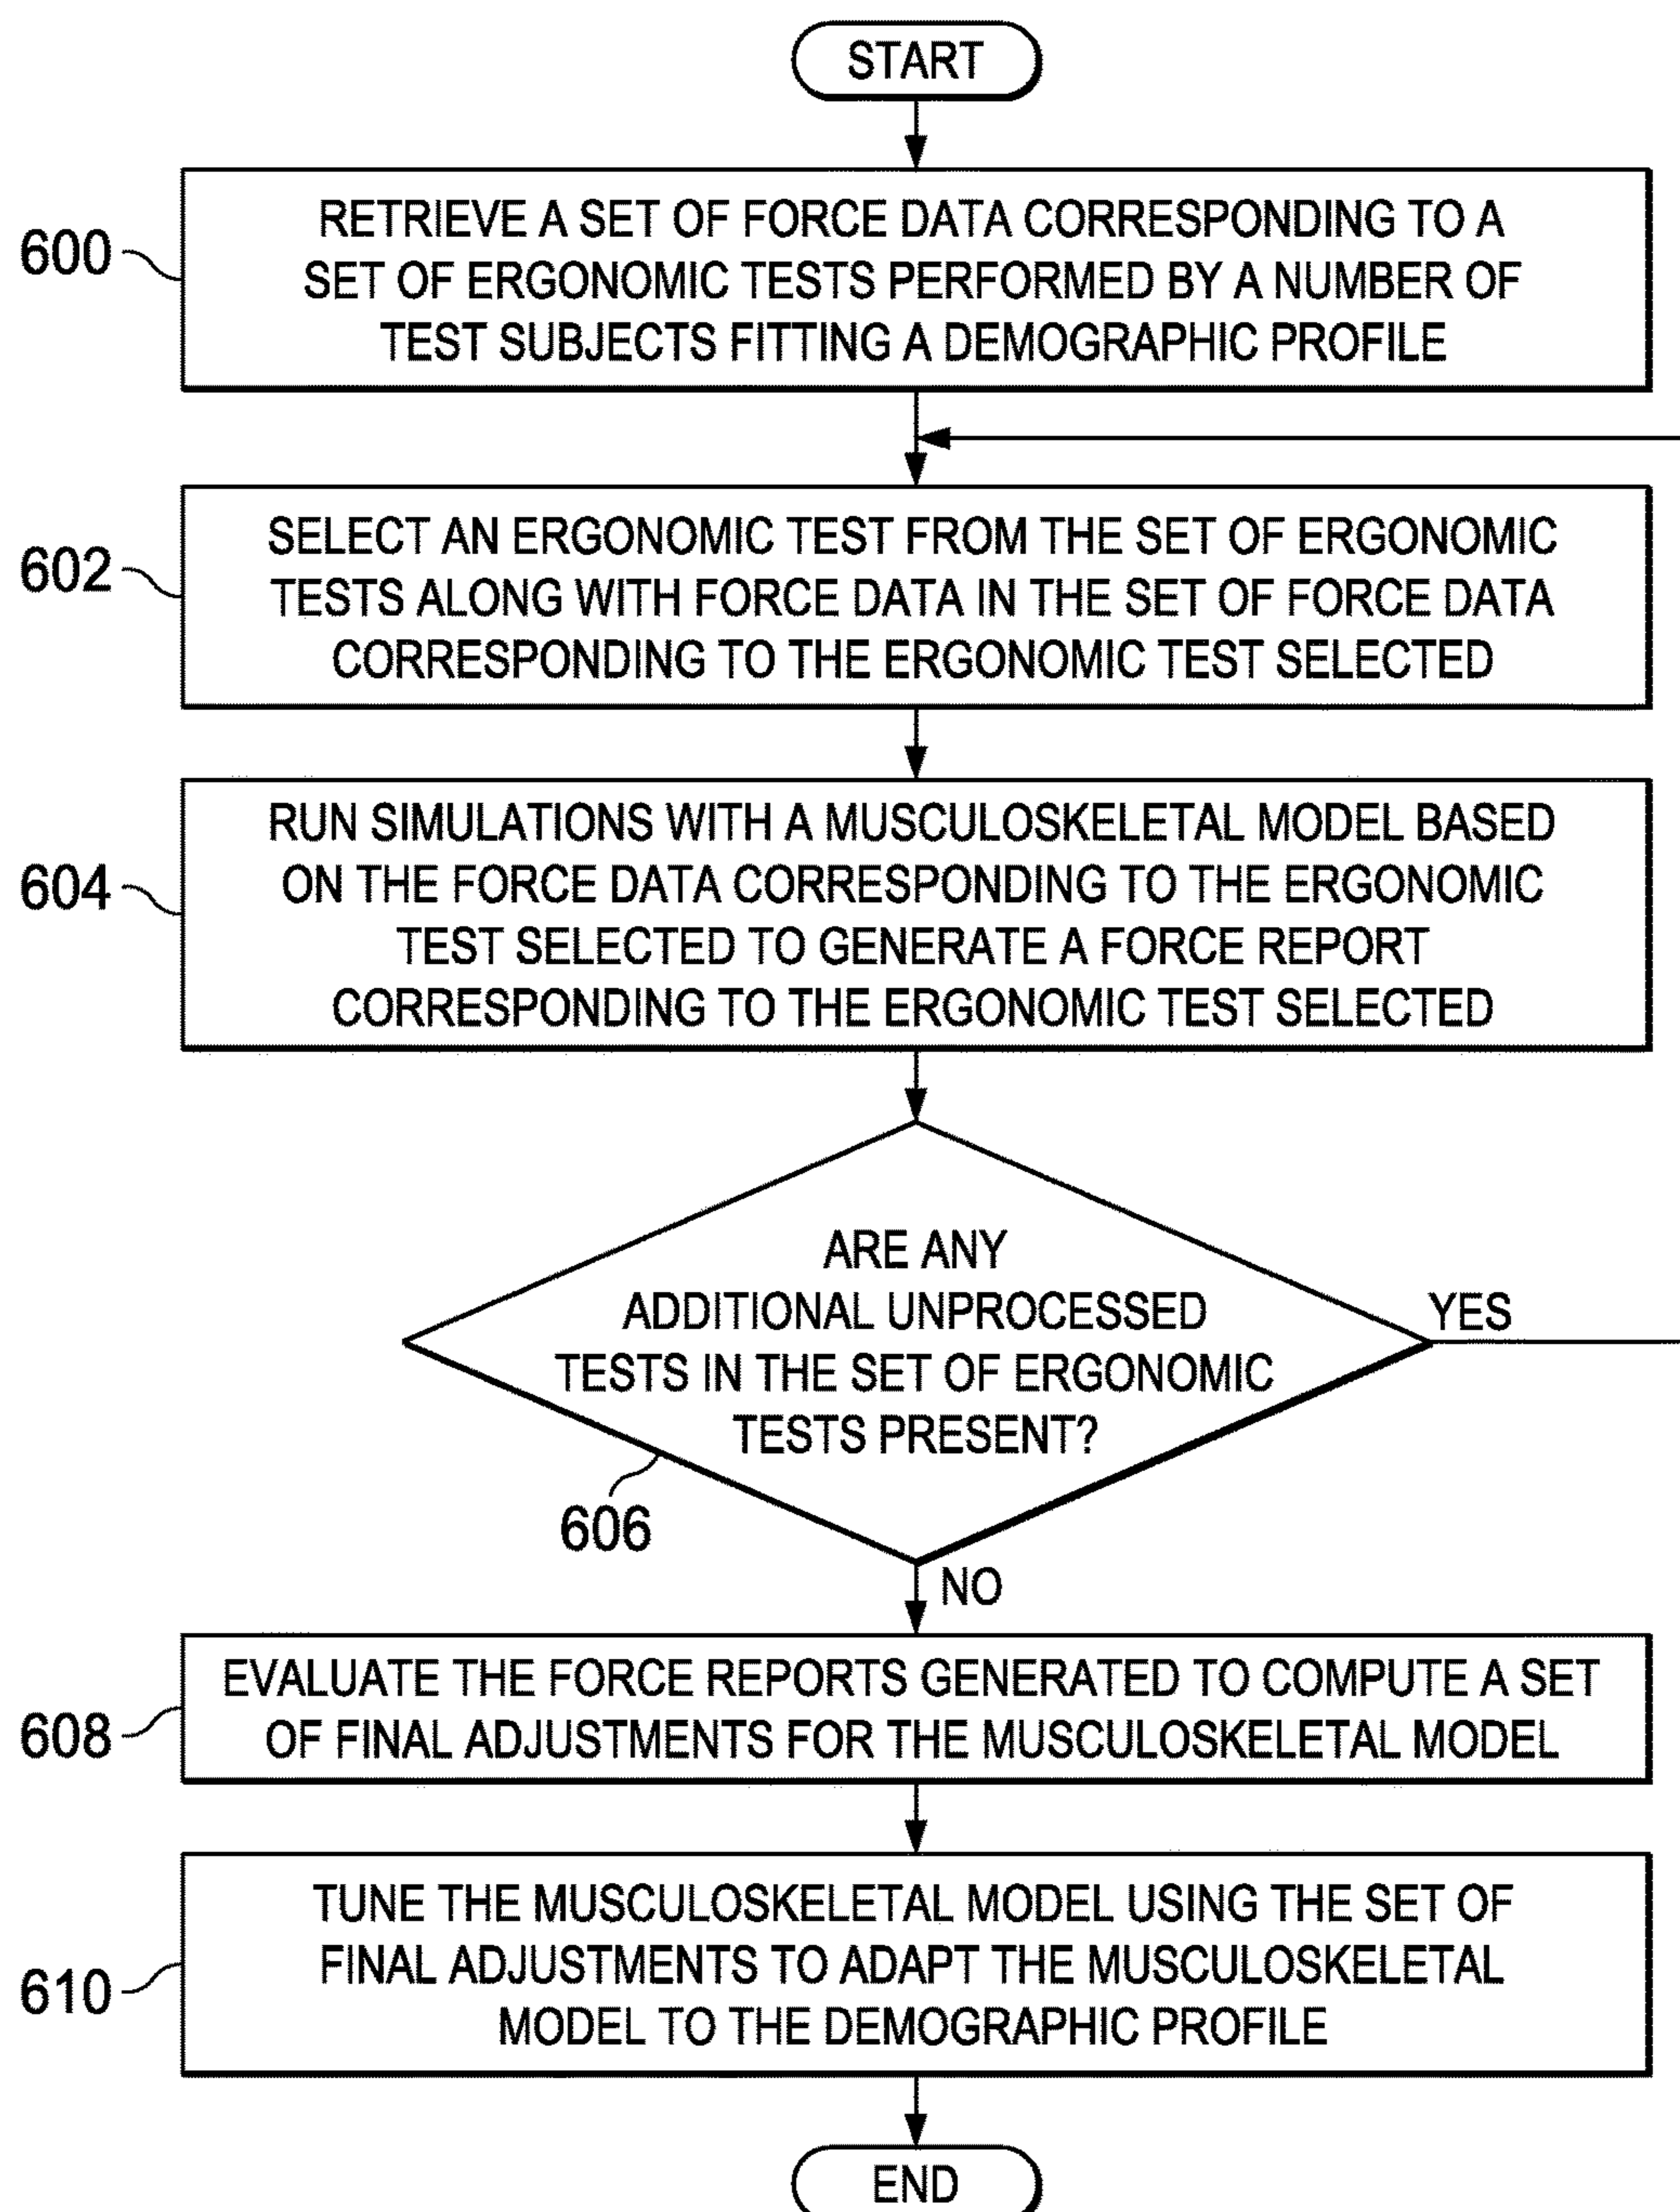 START
600
RETRIEVE A SET OF FORCE DATA CORRESPONDING TO A
SET OF ERGONOMIC TESTS PERFORMED BY A NUMBER OF
TEST SUBJECTS FITTING A DEMOGRAPHIC PROFILE
602
SELECT AN ERGONOMIC TEST FROM THE SET OF ERGONOMIC
TESTS ALONG WITH FORCE DATA IN THE SET OF FORCE DATA
CORRESPONDING TO THE ERGONOMIC TEST SELECTED
604
RUN SIMULATIONS WITH A MUSCULOSKELETAL MODEL BASED
ON THE FORCE DATA CORRESPONDING TO THE ERGONOMIC
TEST SELECTED TO GENERATE A FORCE REPORT
CORRESPONDING TO THE ERGONOMIC TEST SELECTED
ARE ANY
ADDITIONAL UNPROCESSED
TESTS IN THE SET OF ERGONOMIC
TESTS PRESENT?
YES
606
NO
608
EVALUATE THE FORCE REPORTS GENERATED TO COMPUTE A SET
OF FINAL ADJUSTMENTS FOR THE MUSCULOSKELETAL MODEL
610
TUNE THE MUSCULOSKELETAL MODEL USING THE SET OF
FINAL ADJUSTMENTS TO ADAPT THE MUSCULOSKELETAL
MODEL TO THE DEMOGRAPHIC PROFILE
END